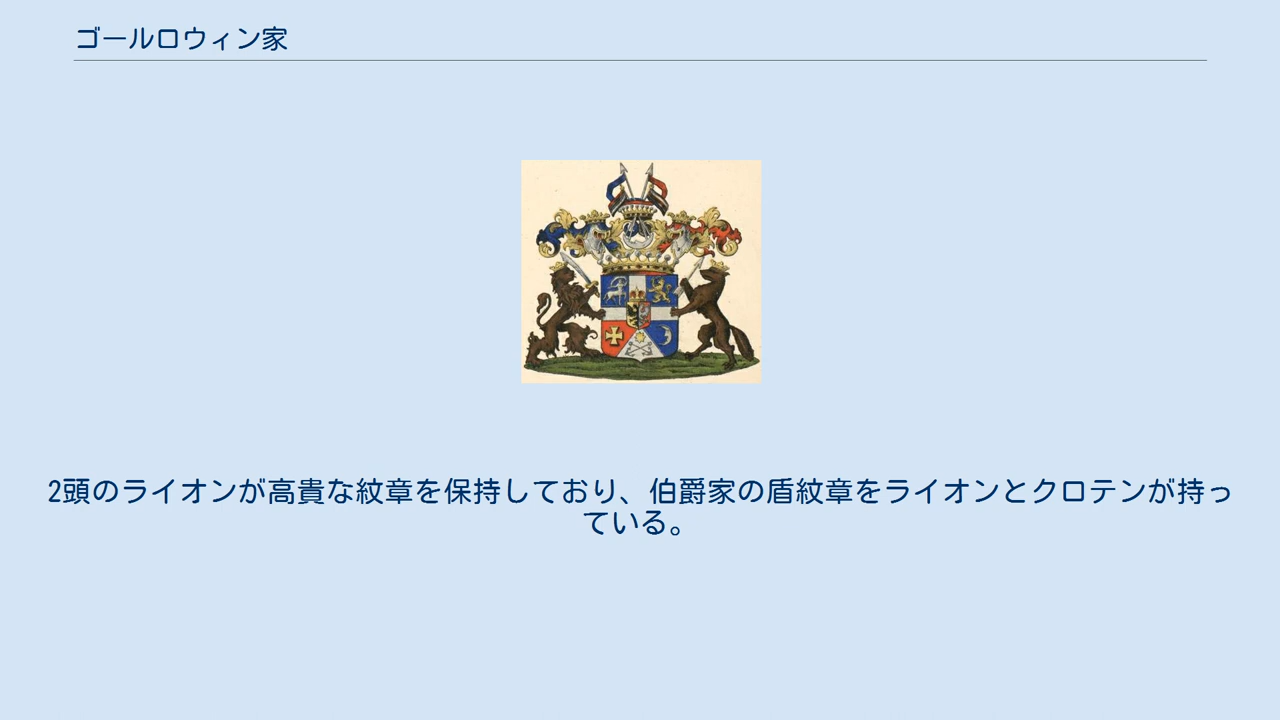 ゴールロウィン家
2頭のライオンが高貴な紋章を保持しており、伯爵家の盾紋章をライオンとクロテンが持っ
ている。